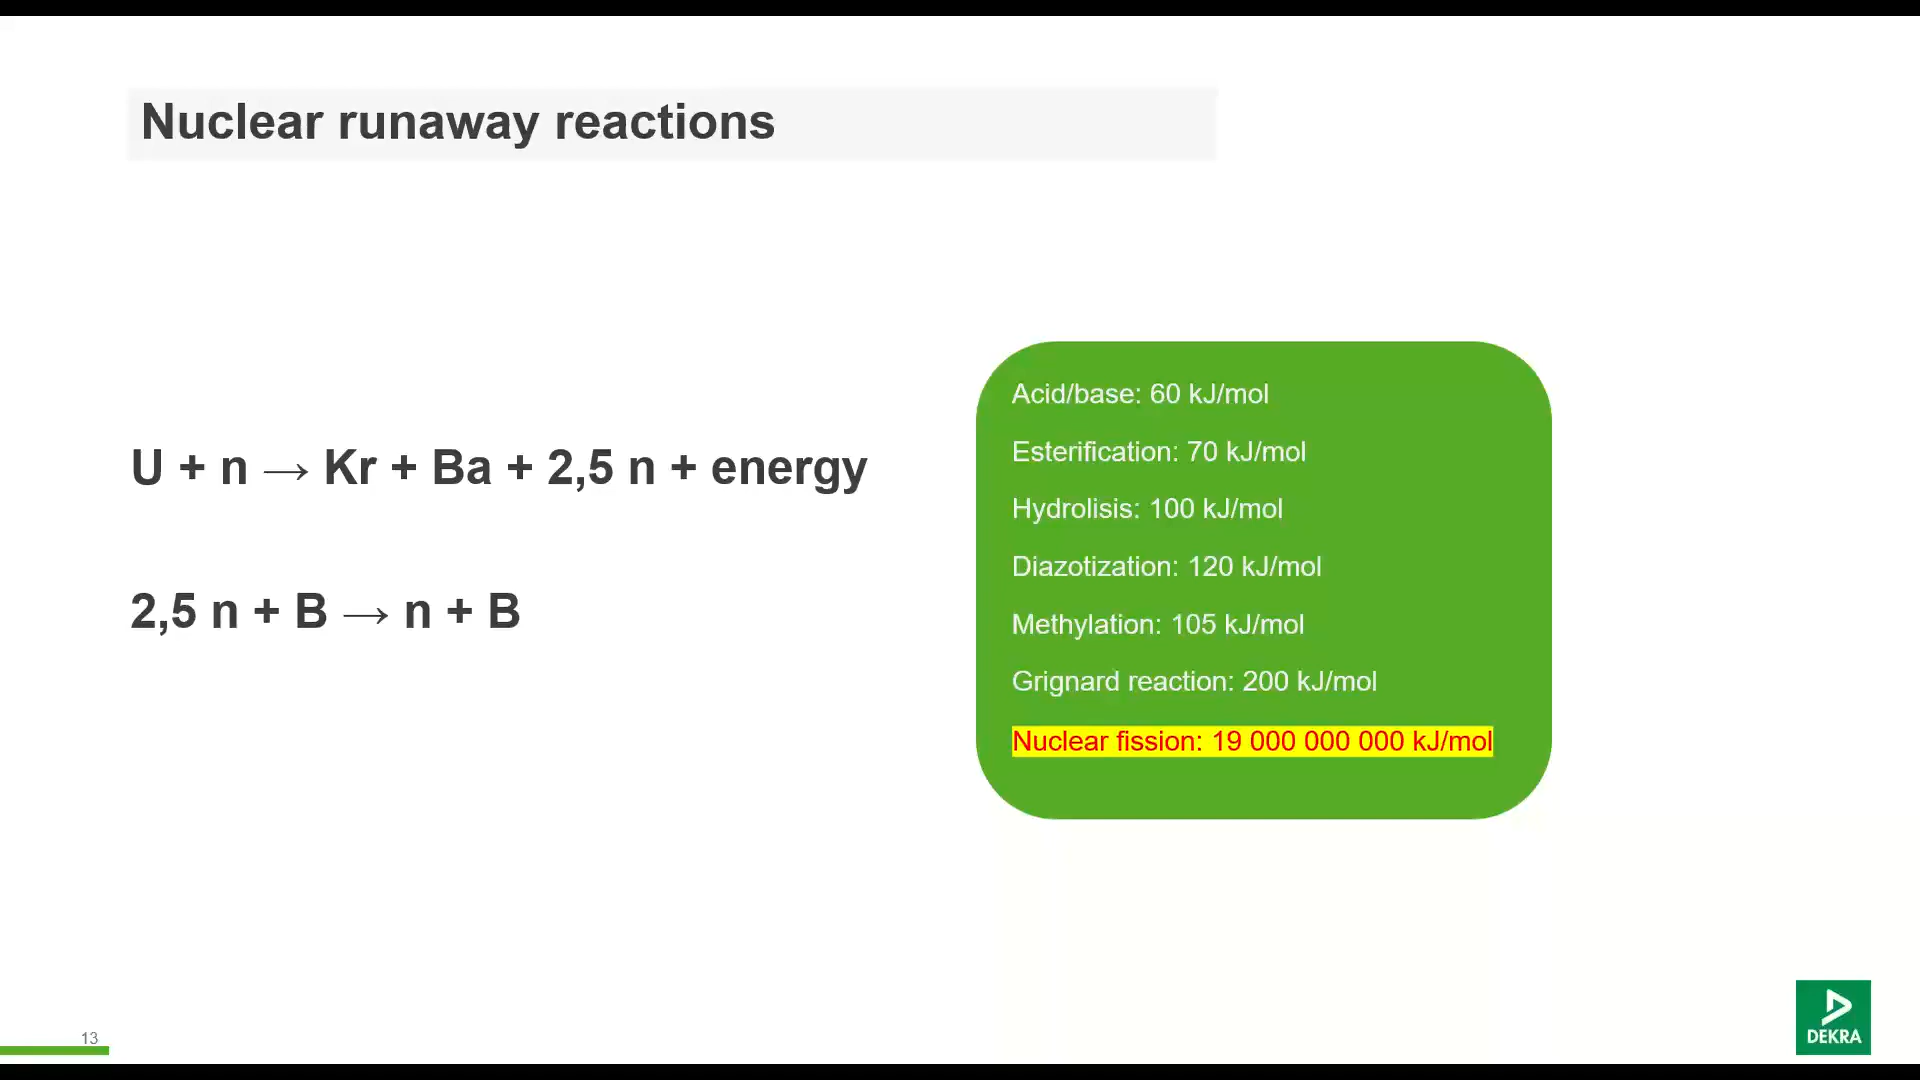 Nuclear runaway reactions
U + n → Kr + Ba + 2,5 n + energy
2,5 n + B → n + B
Acid/base: 60 kJ/mol
Esterification: 70 kJ/mol
Hydrolisis: 100 kJ/mol
Diazotization: 120 kJ/mol
Methylation: 105 kJ/mol
Grignard reaction: 200 kJ/mol
Nuclear fission: 19 000 000 000 kJ/mol
13
DEKRA